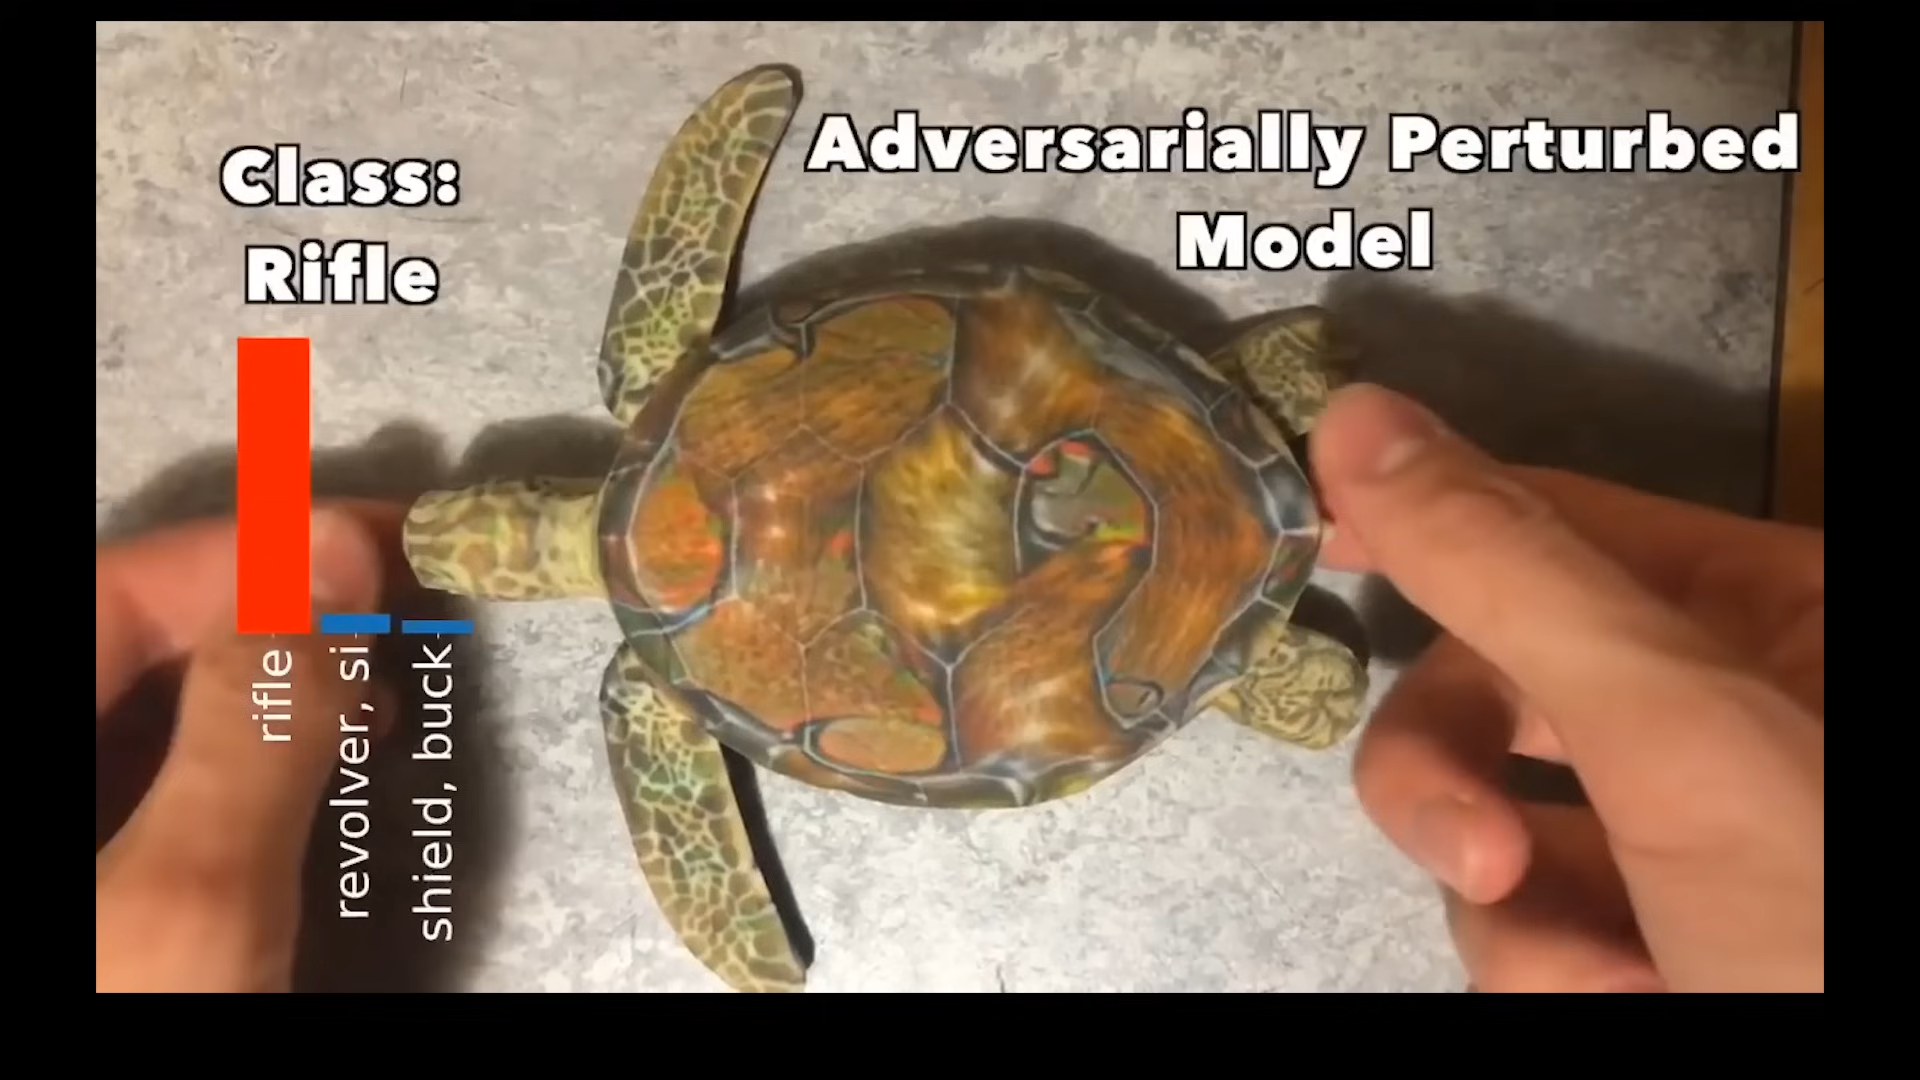 Class:
Rifle
Adversarially Perturbed
Model
rifle
revolver, si
shield, buck